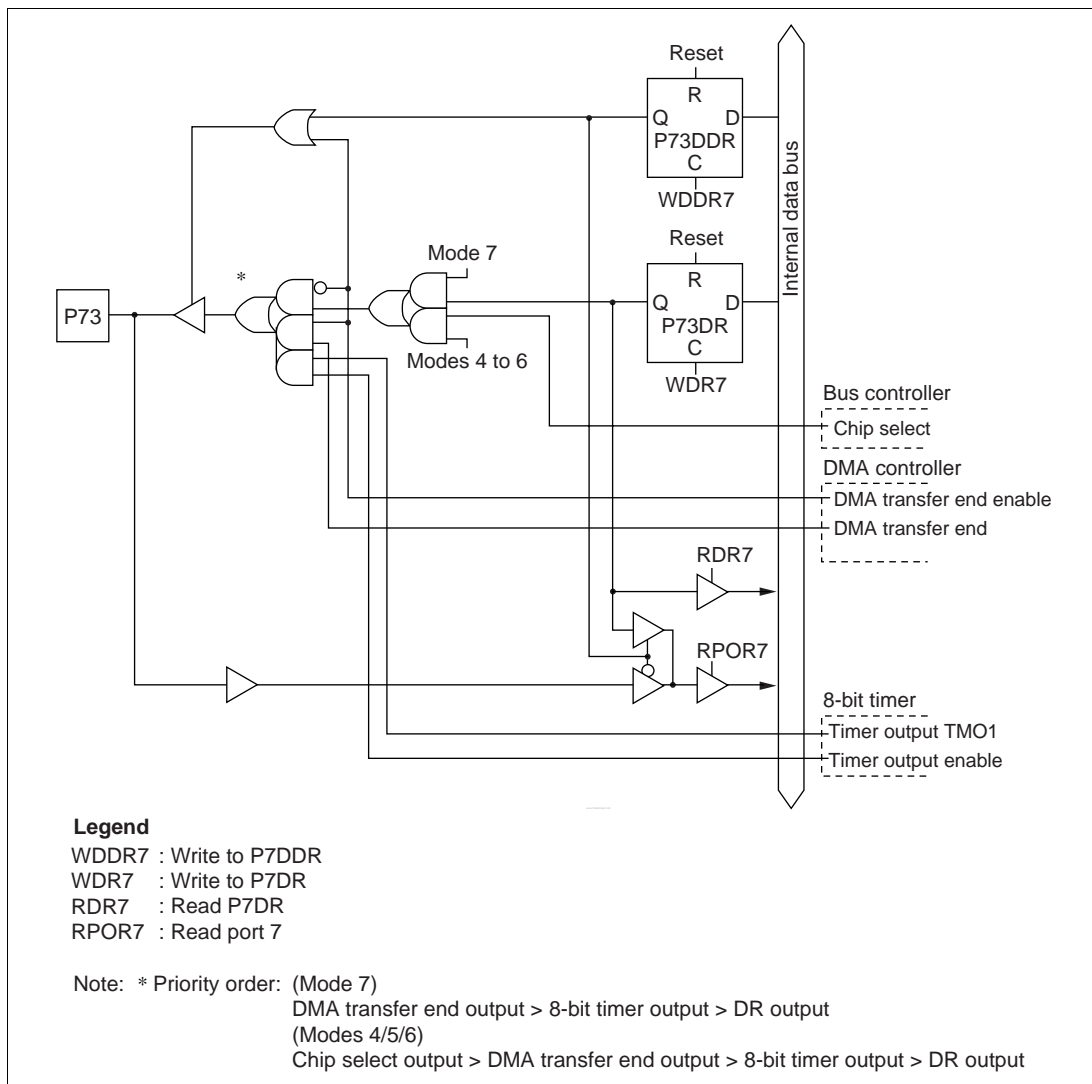 Reset
R
Q D
P73DDR
C
WDDR7
Reset
Mode 7
R
Q D
P73DR
C
WDR7
*
P73
Modes 4 to 6
Internal data bus
Bus controller
Chip select
DMA controller
DMA transfer end enable
DMA transfer end
RDR7
RPOR7
8-bit timer
Timer output TMO1
Timer output enable
Legend
WDDR7 : Write to P7DDR
WDR7 : Write to P7DR
RDR7 : Read P7DR
RPOR7 : Read port 7
Note: * Priority order: (Mode 7)
DMA transfer end output > 8-bit timer output > DR output
(Modes 4/5/6)
Chip select output > DMA transfer end output > 8-bit timer output > DR output